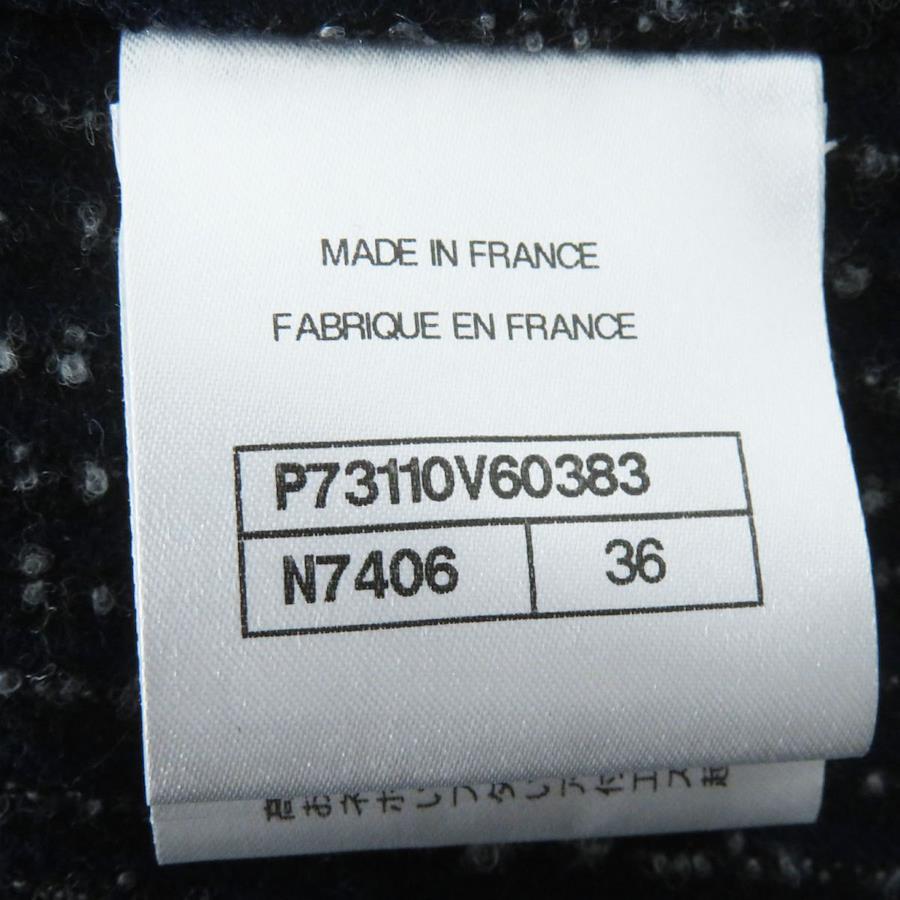 MADE IN FRANCE
FABRIQUE EN FRANCE
P73110V60383
N7406 36